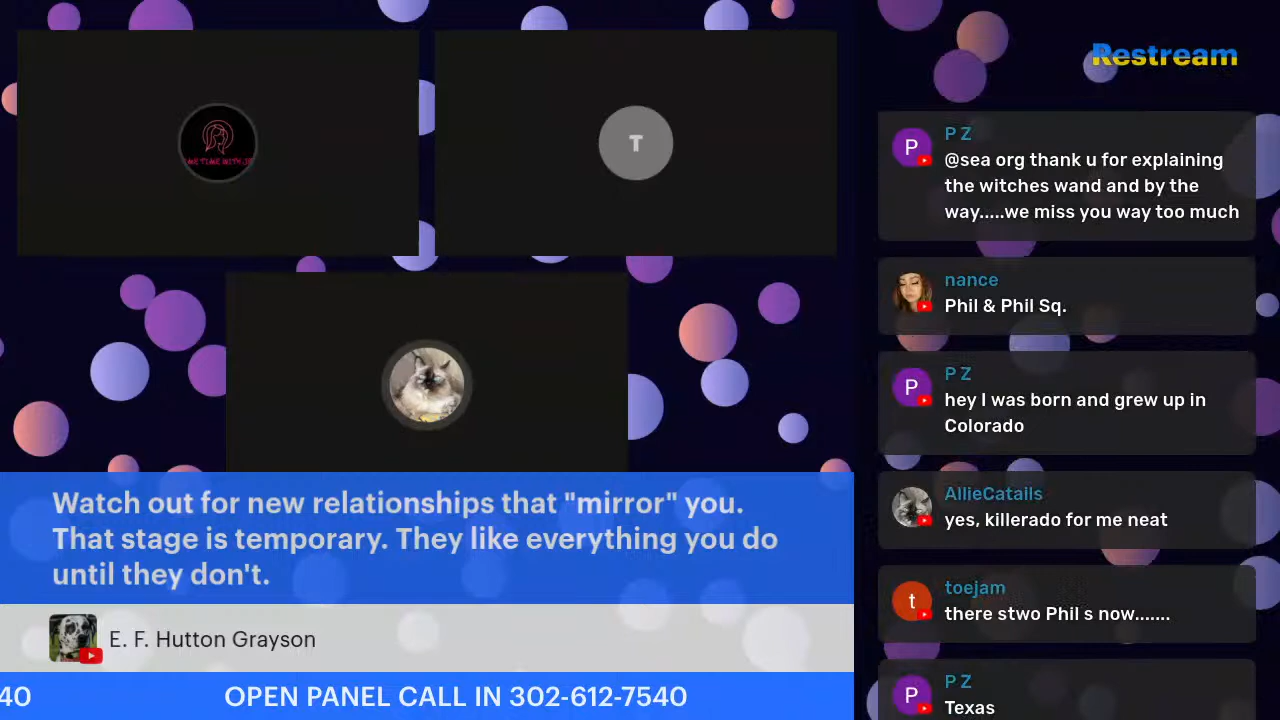 T
Watch out for new relationships that "mirror" you.
That stage is temporary. They like everything you do
until they don't.
E. F. Hutton Grayson
40
OPEN PANEL CALL IN 302-612-7540
Restream
P
P Z
@sea org thank u for explaining
the witches wand and by the
way.....we miss you way too much
nance
Phil & Phil Sq.
P
P Z
hey I was born and grew up in
Colorado
AllieCatails
yes, killerado for me neat
t
toejam
there stwo Phil s now.......
P
P Z
Texas